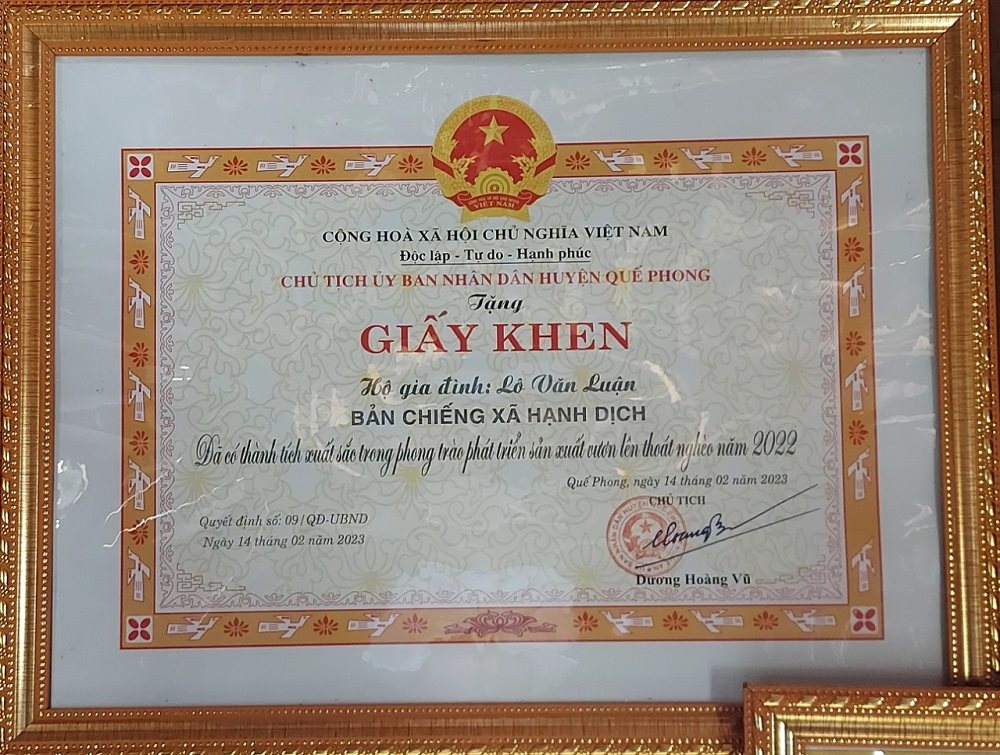 CỘNG HOÀ XÃ HỘI CHỦ NGHĨA VIỆT NAM
Độc lập - Tự do - Hạnh phúc
CHỦ TỊCH ỦY BAN NHÂN DÂN HUYỆN QUẾ PHONG
Tặng
GIẤY KHEN
Hộ gia đình: Lô Văn Luận
BẢN CHIẾNG XÃ HẠNH DỊCH
Đã có thành tích xuất sắc trong phong trào phát triển sản xuất vươn lên thoát nghèo năm 2022
Quế Phong, ngày 14 tháng 02 năm 2023
CHỦ TỊCH
Quyết định số: 09/QĐ-UBND
Ngày 14 tháng 02 năm 2023
Dương Hoàng Vũ